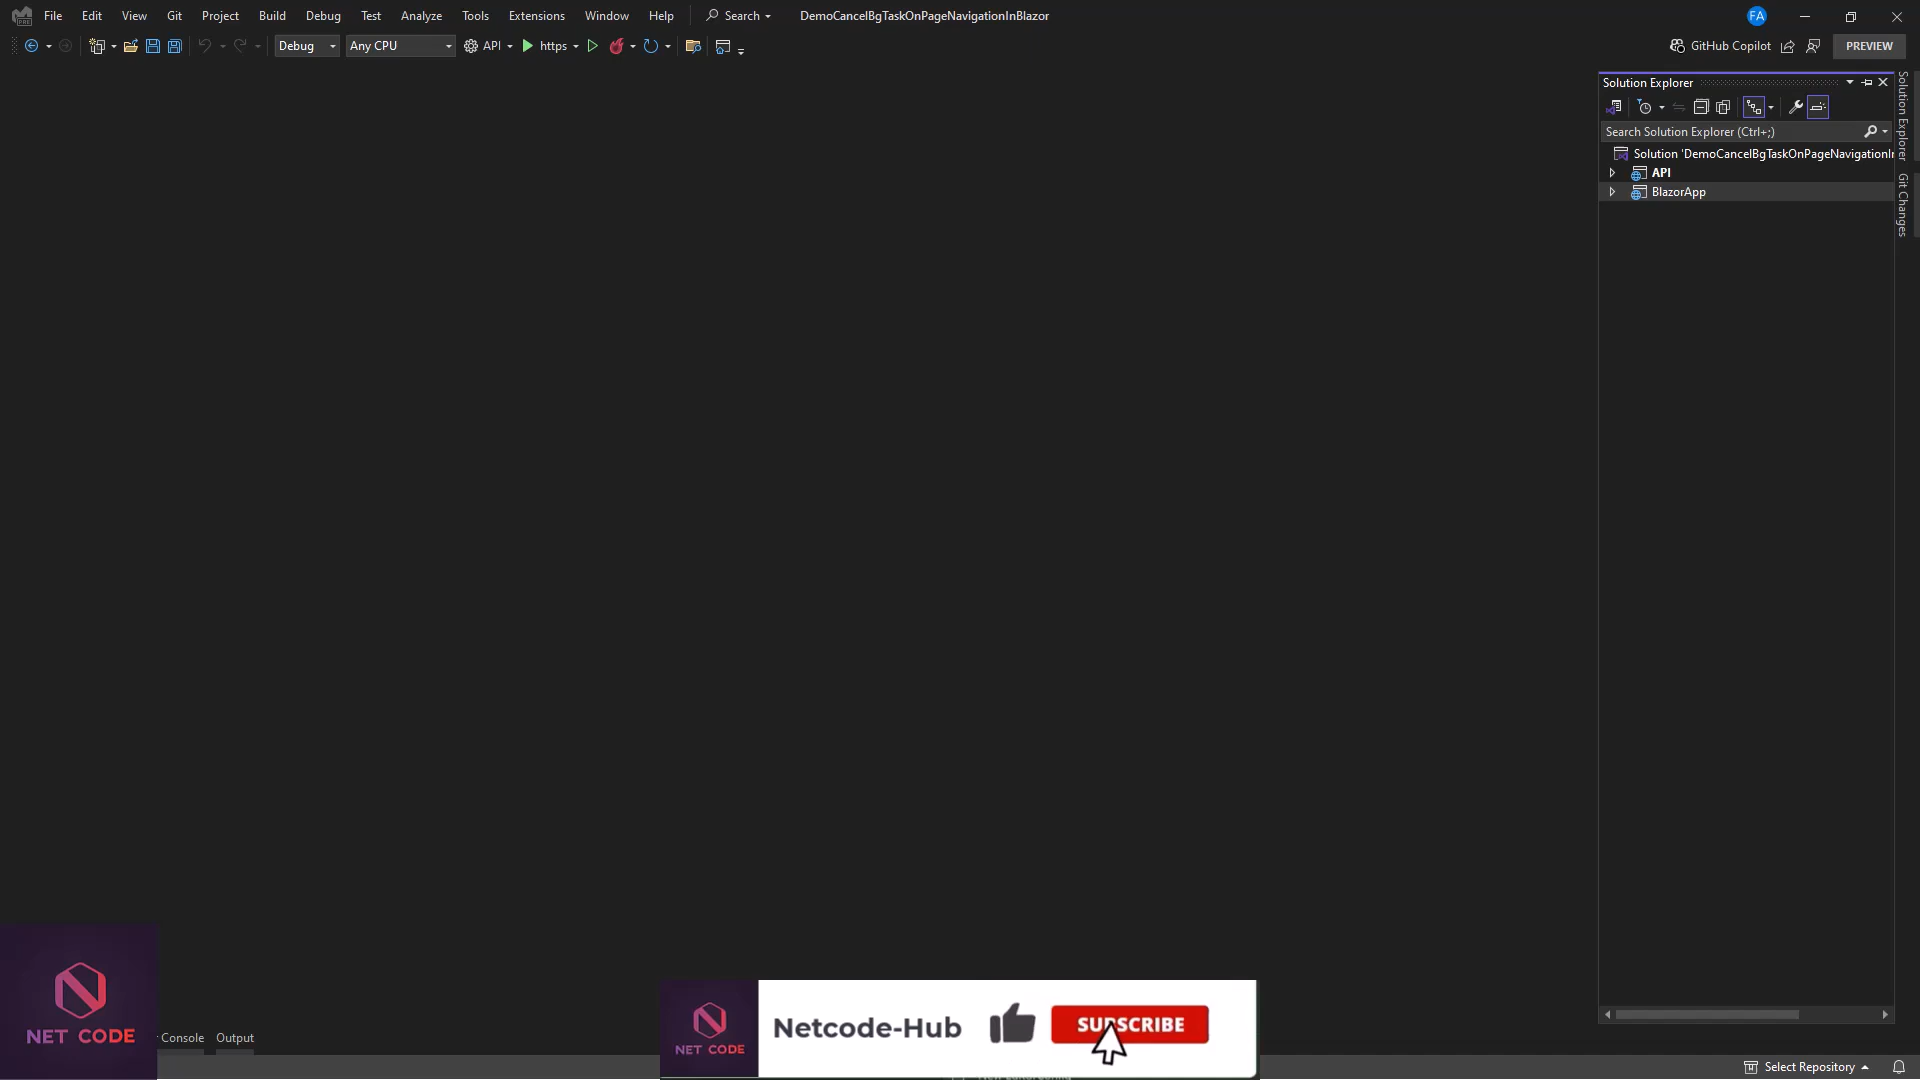 File Edit View Git Project Build Debug Test Analyze Tools Extensions Window Help Search DemoCancelBgTaskOnPageNavigationInBlazor FA
Debug Any CPU API https GitHub Copilot PREVIEW
Solution Explorer
Search Solution Explorer (Ctrl+;)
Solution 'DemoCancelBgTaskOnPageNavigationIn
API
BlazorApp
Solution Explorer
Git Changes
NET CODE
Console Output
NET CODE
Netcode-Hub
SUBSCRIBE
Select Repository